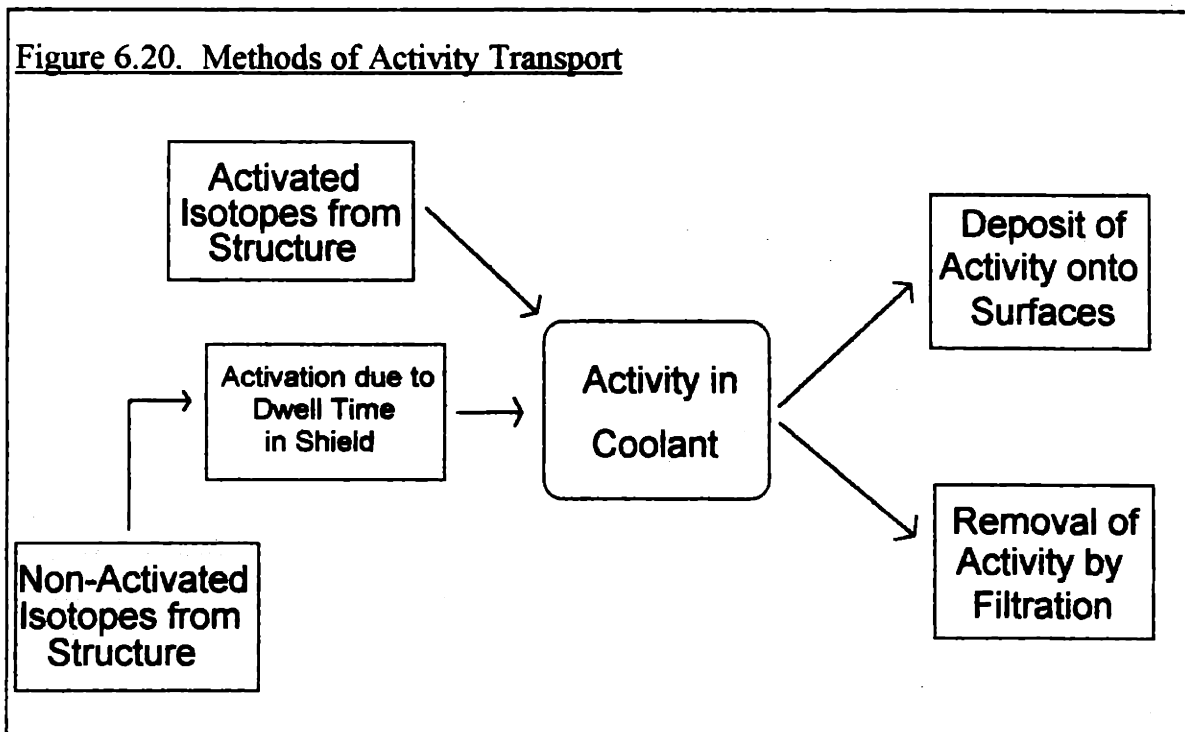 Figure 6.20. Methods of Activity Transport
Activated
Isotopes from
Structure
Deposit of
Activity onto
Surfaces
Activation due to
Dwell Time
in Shield
Activity in
Coolant
Non-Activated
Isotopes from
Structure
Removal of
Activity by
Filtration